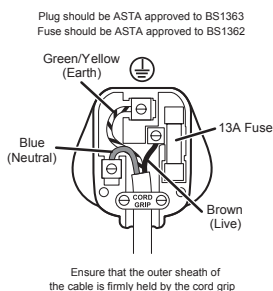 Plug should be ASTA approved to BS1363
Fuse should be ASTA approved to BS1362
Green/Yellow
(Earth)
13A Fuse
Blue
(Neutral)
CORD
GRIP
Brown
(Live)
Ensure that the outer sheath of
the cable is firmly held by the cord grip